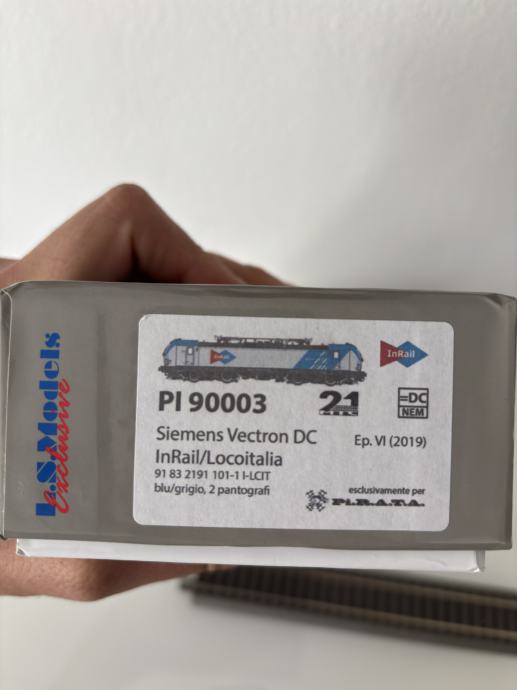 L.S.Models
Exclusive
InRail
PI 90003
21
MTC
=DC
NEM
Siemens Vectron DC
Ep. VI (2019)
InRail/Locoitalia
91 83 2191 101-1 I-LCIT
blu/grigio, 2 pantografi
esclusivamente per
Pi.R.A.T.A.